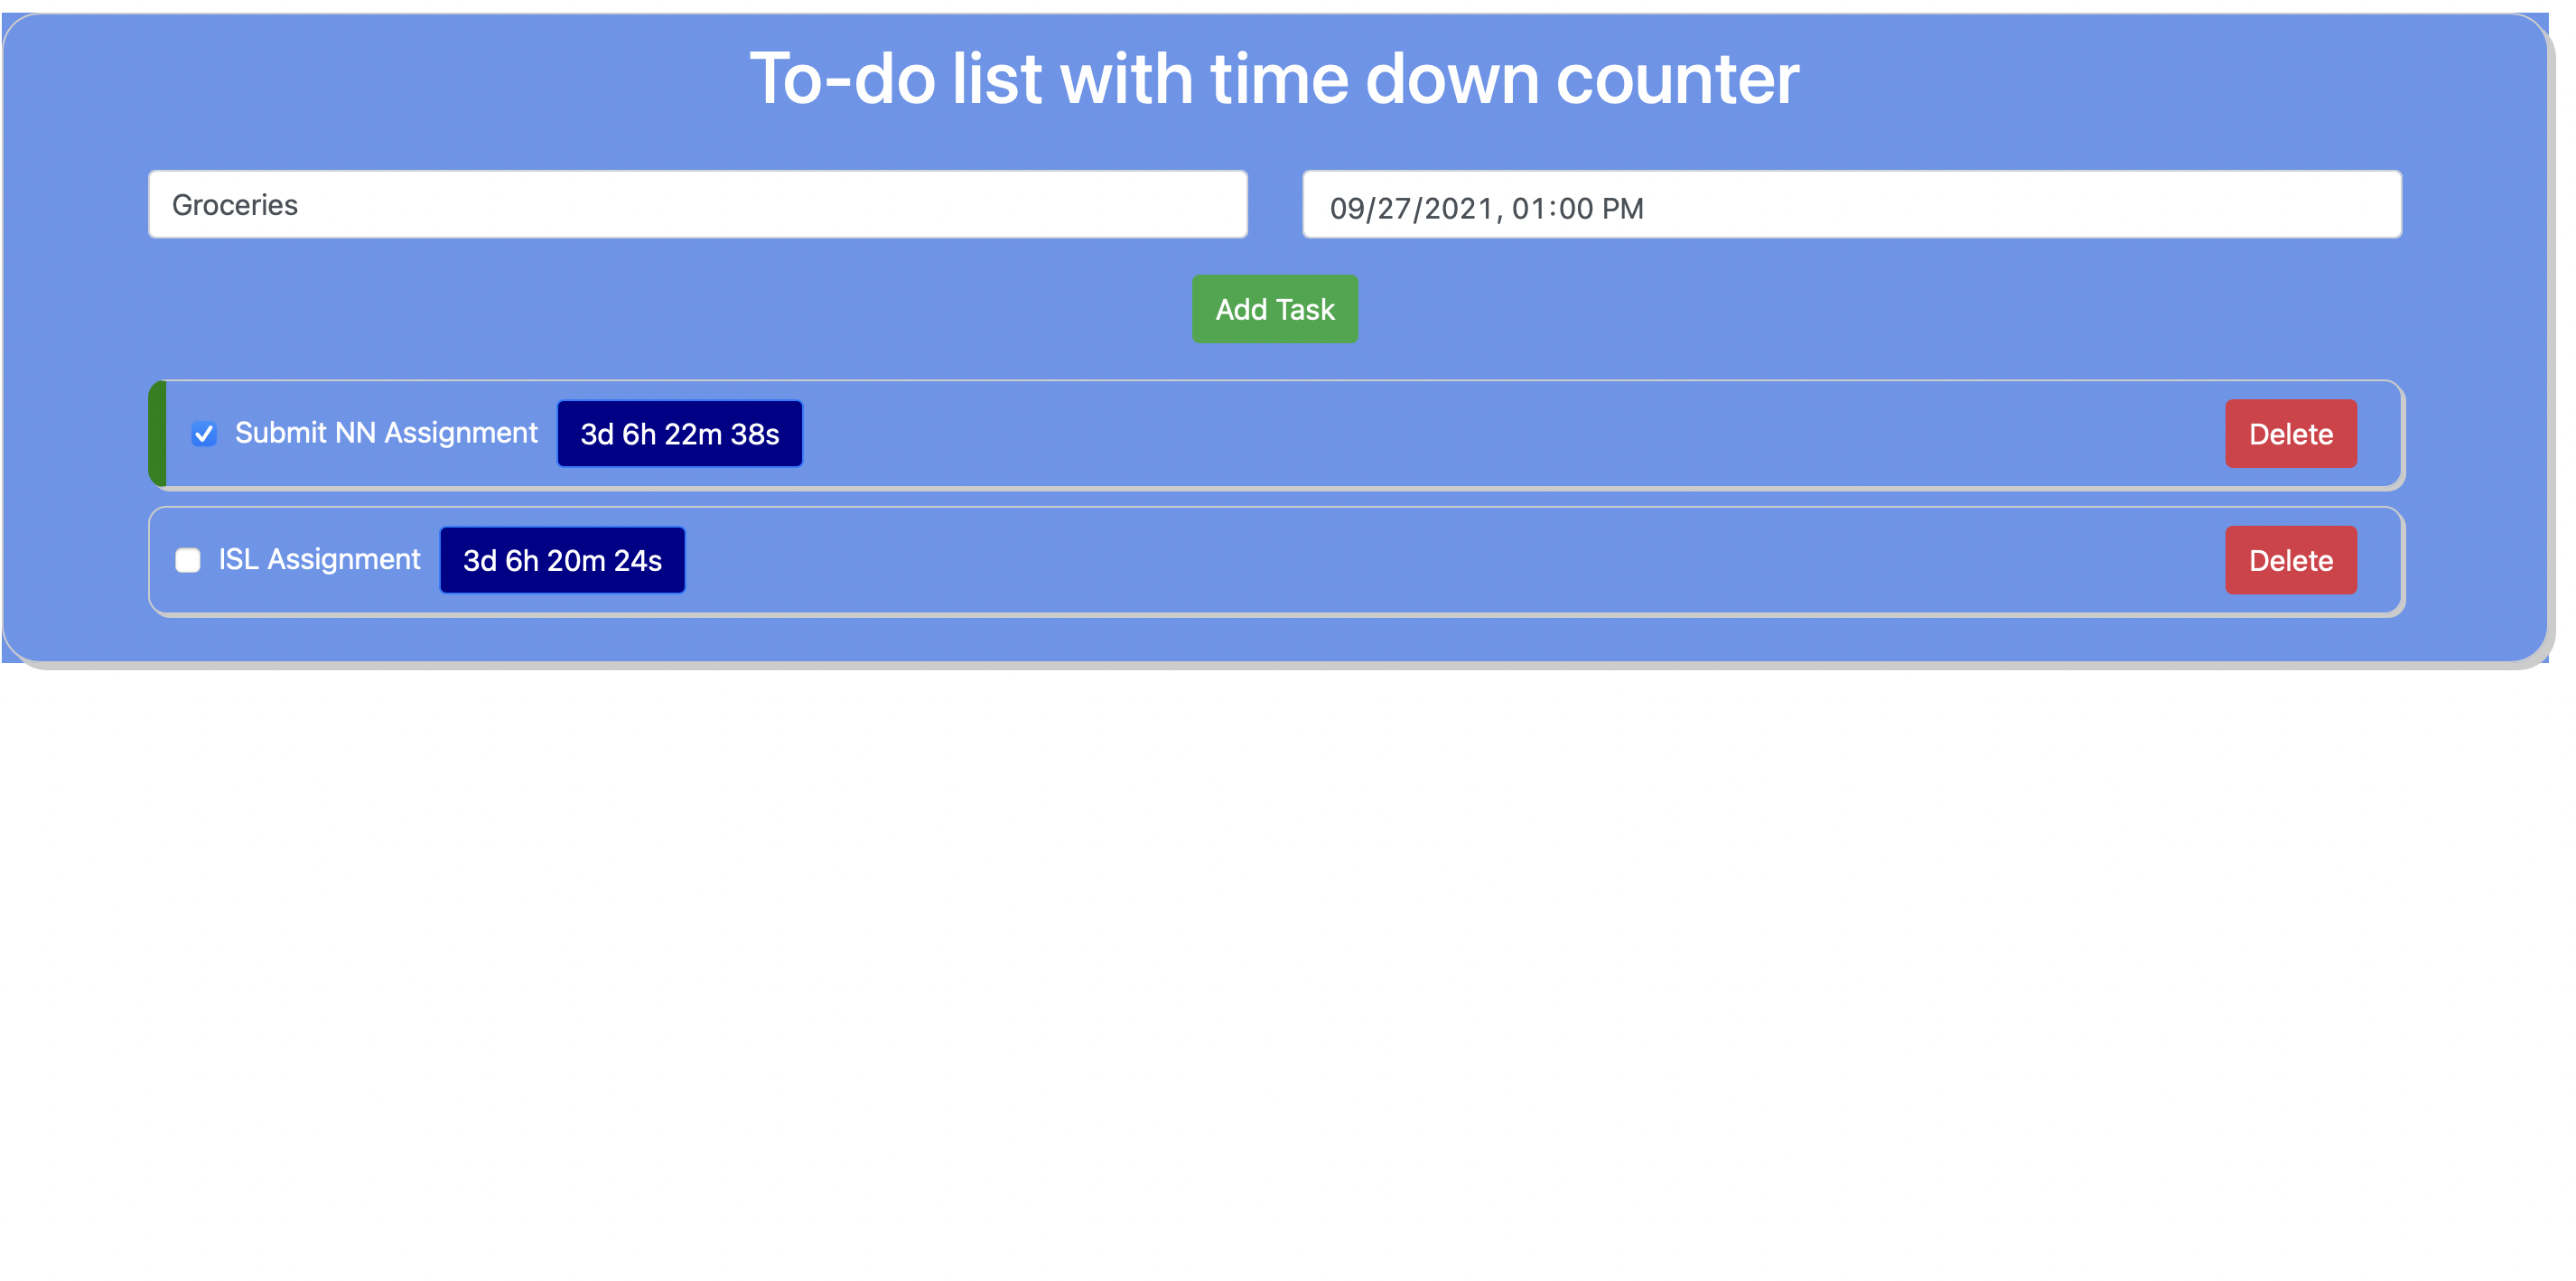 To-do list with time down counter
Groceries
09/27/2021, 01:00 PM
Add Task
Submit NN Assignment 3d 6h 22m 38s Delete
ISL Assignment 3d 6h 20m 24s Delete